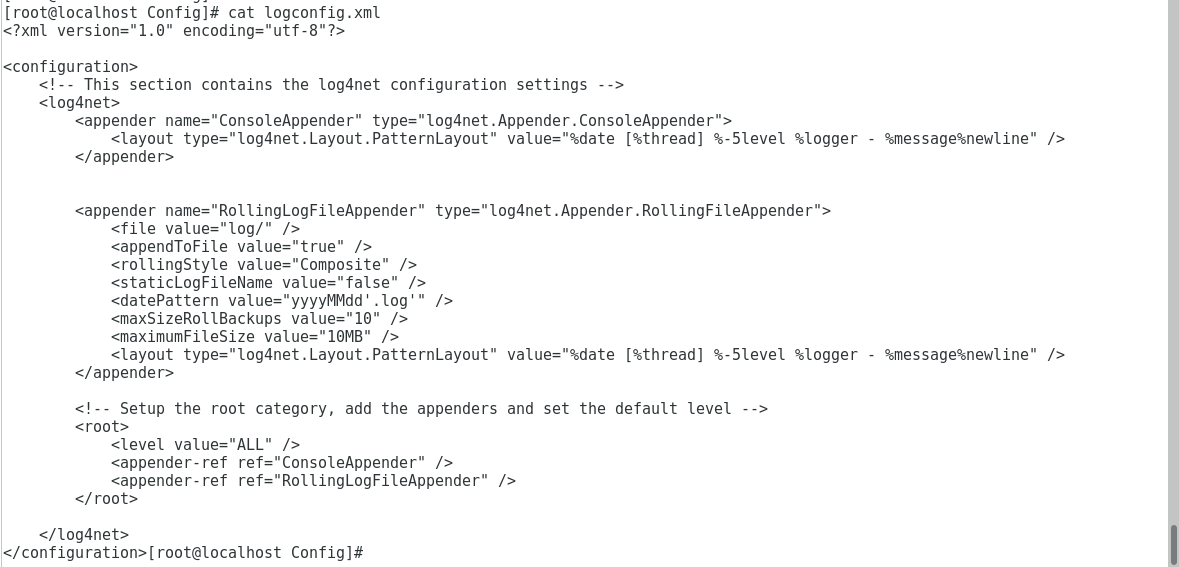 [root@localhost Config]# cat logconfig.xml
<?xml version="1.0" encoding="utf-8"?>
<configuration>
    <!-- This section contains the log4net configuration settings -->
    <log4net>
        <appender name="ConsoleAppender" type="log4net.Appender.ConsoleAppender">
            <layout type="log4net.Layout.PatternLayout" value="%date [%thread] %-5level %logger - %message%newline" />
        </appender>
        <appender name="RollingLogFileAppender" type="log4net.Appender.RollingFileAppender">
            <file value="log/" />
            <appendToFile value="true" />
            <rollingStyle value="Composite" />
            <staticLogFileName value="false" />
            <datePattern value="yyyyMMdd'.log'" />
            <maxSizeRollBackups value="10" />
            <maximumFileSize value="10MB" />
            <layout type="log4net.Layout.PatternLayout" value="%date [%thread] %-5level %logger - %message%newline" />
        </appender>
        <!-- Setup the root category, add the appenders and set the default level -->
        <root>
            <level value="ALL" />
            <appender-ref ref="ConsoleAppender" />
            <appender-ref ref="RollingLogFileAppender" />
        </root>
    </log4net>
</configuration>[root@localhost Config]#